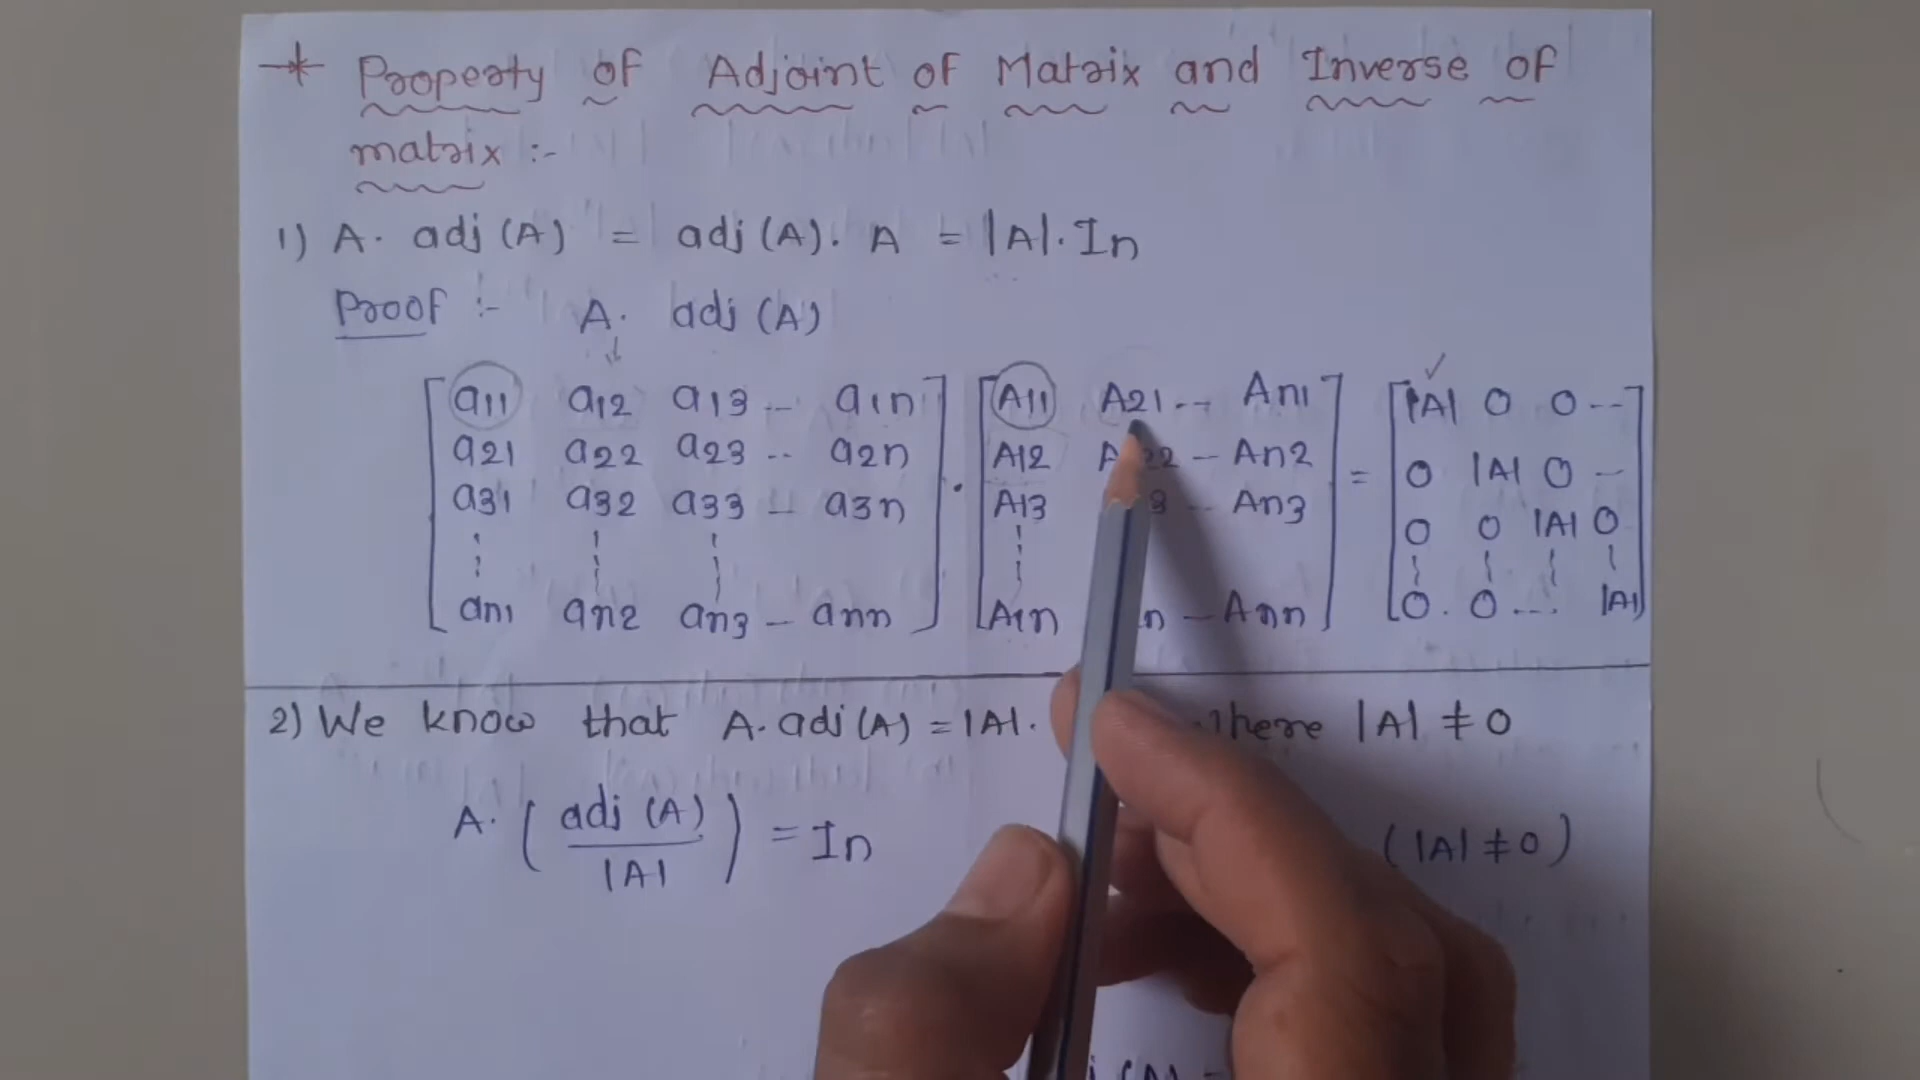 * Property of Adjoint of Matrix and Inverse of
matrix :-
1) A. adj (A) = adj (A). A = |A|. In
Proof :- A. adj (A)
[a11 a12 a13 -- a1n] [A11 A21 -- An1] [|A| 0 0 --]
[a21 a22 a23 -- a2n] [A12 22 - An2] = [0 |A| 0 -]
[a31 a32 a33 -- a3n] . [A13 3 - An3] [0 0 |A| 0]
[an1 an2 an3 - ann] [A1n n - Ann] [0. 0 --. |A|]
2) We know that A. adj (A) = |A|. here |A| ≠ 0
A. ( adj (A) / |A| ) = In (|A| ≠ 0)